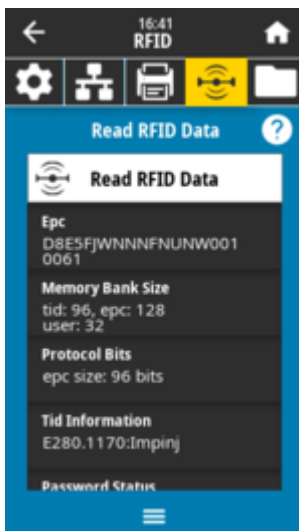 16:41
RFID
Read RFID Data
?
Read RFID Data
Epc
D8E5FJWNNNFNUNW001
0061
Memory Bank Size
tid: 96, epc: 128
user: 32
Protocol Bits
epc size: 96 bits
Tid Information
E280.1170:Impinj
Password Status